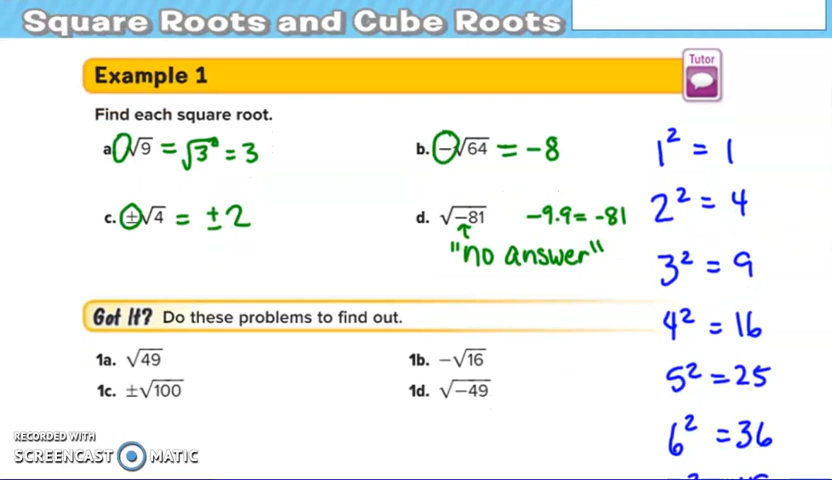 Square Roots and Cube Roots
Example 1
Tutor
Find each square root.
a. √9 = √3² = 3
b. −√64 = −8
c. ±√4 = ±2
d. √−81 −9·9 = −81
"no answer"
Got It? Do these problems to find out.
1a. √49
1b. −√16
1c. ±√100
1d. √−49
1² = 1
2² = 4
3² = 9
4² = 16
5² = 25
6² = 36
RECORDED WITH
SCREENCAST MATIC